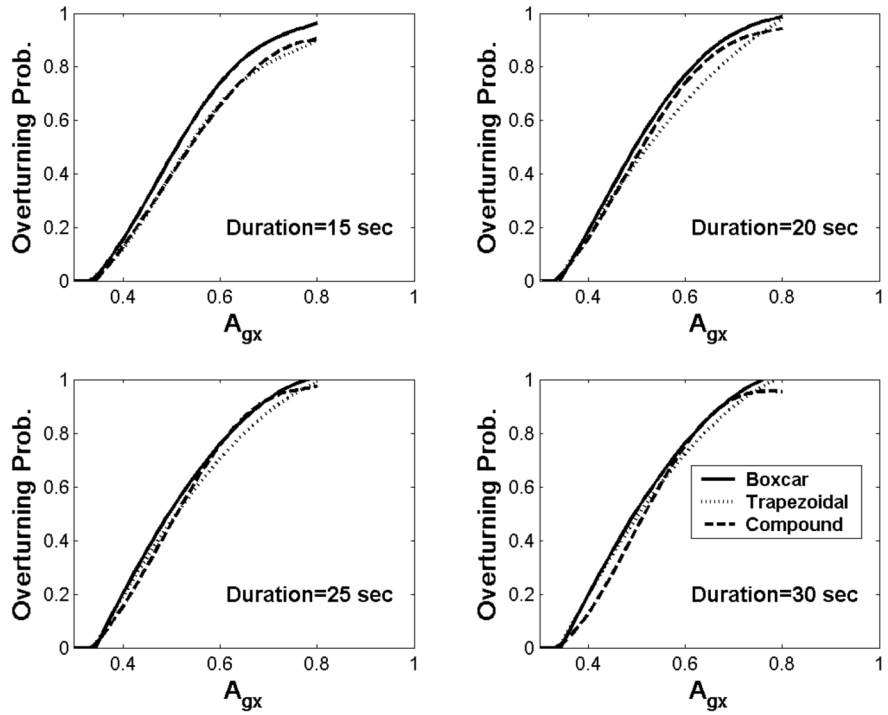 Overturning Prob.
1
0.8
0.6
0.4
0.2
0
Duration=15 sec
0.4 0.6 0.8 1
A_gx
Overturning Prob.
1
0.8
0.6
0.4
0.2
0
Duration=20 sec
0.4 0.6 0.8 1
A_gx
Overturning Prob.
1
0.8
0.6
0.4
0.2
0
Duration=25 sec
0.4 0.6 0.8 1
A_gx
Overturning Prob.
1
0.8
0.6
0.4
0.2
0
Boxcar
Trapezoidal
Compound
Duration=30 sec
0.4 0.6 0.8 1
A_gx